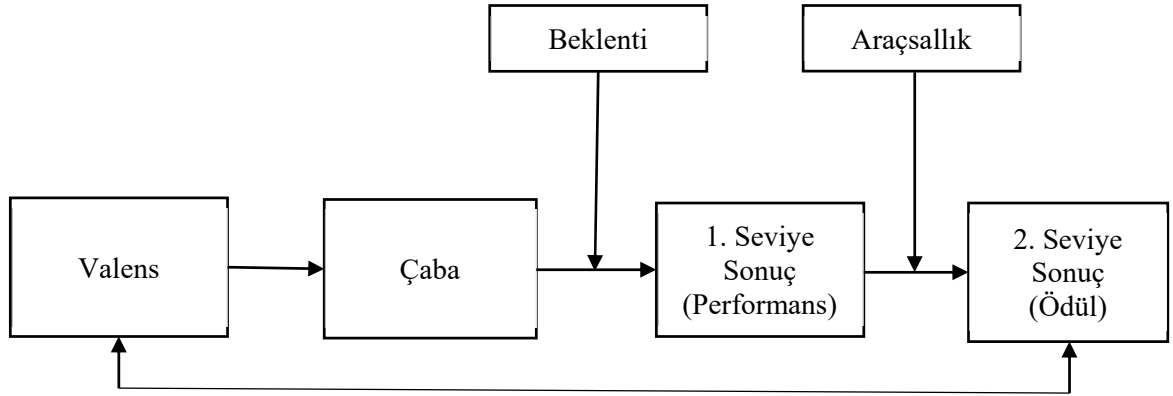 Beklenti
Araçsallık
Valens
Çaba
1. Seviye
Sonuç
(Performans)
2. Seviye
Sonuç
(Ödül)